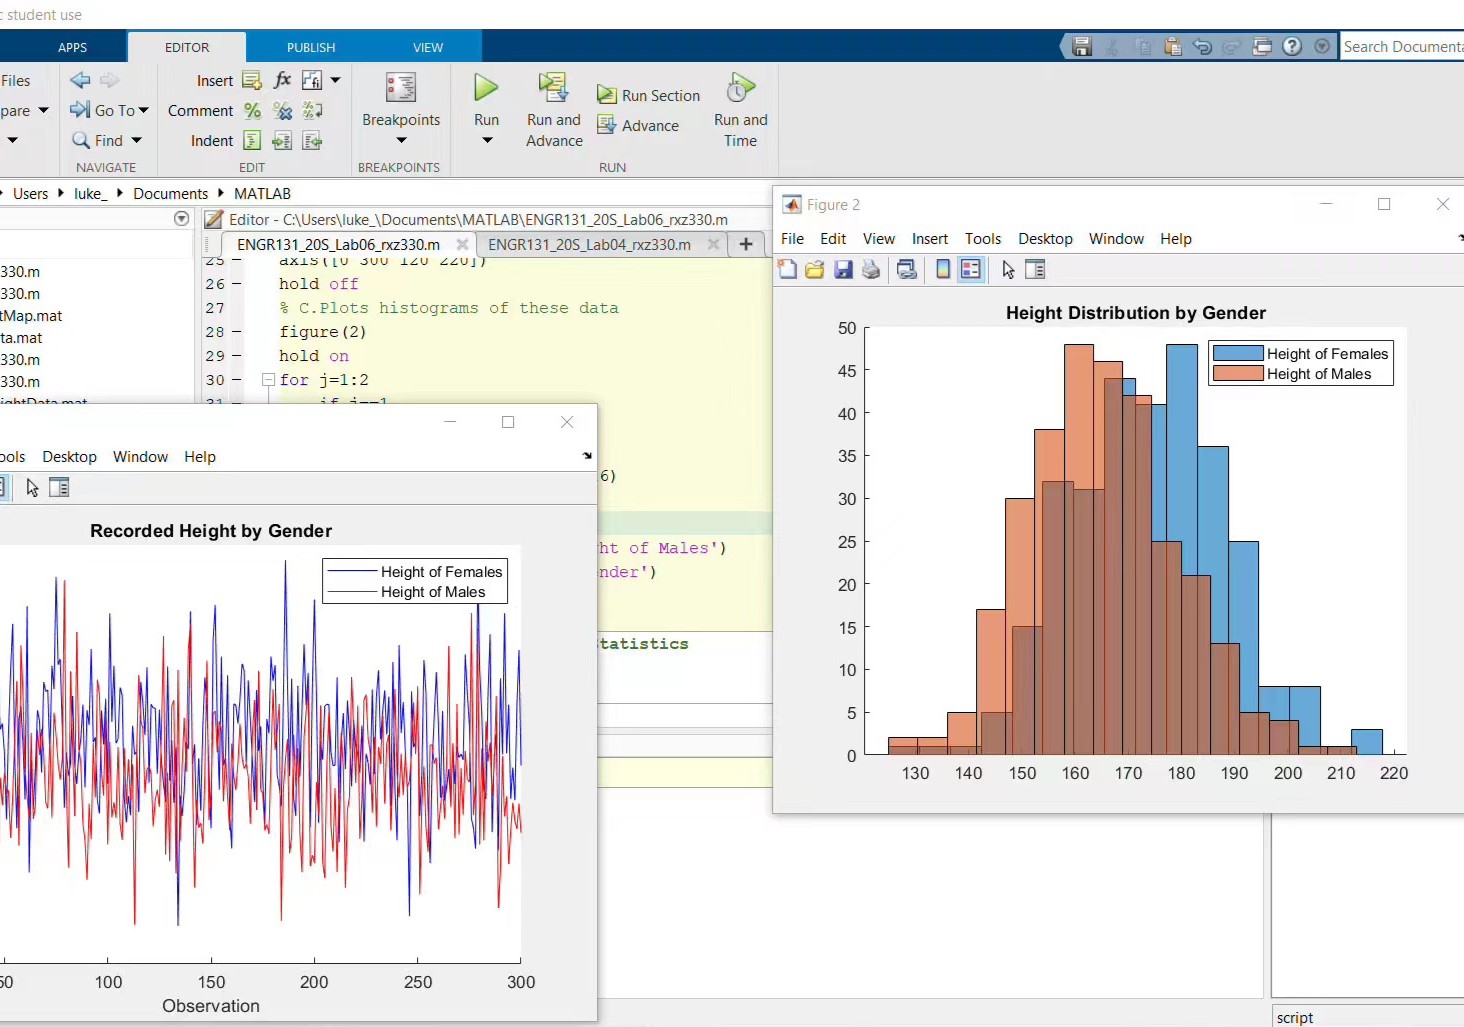 c student use
APPS EDITOR PUBLISH VIEW
Search Documenta
Files
pare
Go To
Find
NAVIGATE
Insert fx
Comment
Indent
EDIT
Breakpoints
BREAKPOINTS
Run
Run and Advance
Run Section
Advance
Run and Time
RUN
Users luke_ Documents MATLAB
Editor - C:\Users\luke_\Documents\MATLAB\ENGR131_20S_Lab06_rxz330.m
ENGR131_20S_Lab06_rxz330.m ENGR131_20S_Lab04_rxz330.m
330.m
330.m
tMap.mat
ta.mat
330.m
330.m
ightData.mat
25 axis([0 300 120 220])
26 hold off
27 % C.Plots histograms of these data
28 figure(2)
29 hold on
30 for j=1:2
31 if j==1
6)
ht of Males')
nder')
tatistics
ools Desktop Window Help
Recorded Height by Gender
Height of Females
Height of Males
50 100 150 200 250 300
Observation
Figure 2
File Edit View Insert Tools Desktop Window Help
Height Distribution by Gender
Height of Females
Height of Males
50
45
40
35
30
25
20
15
10
5
0
130 140 150 160 170 180 190 200 210 220
script